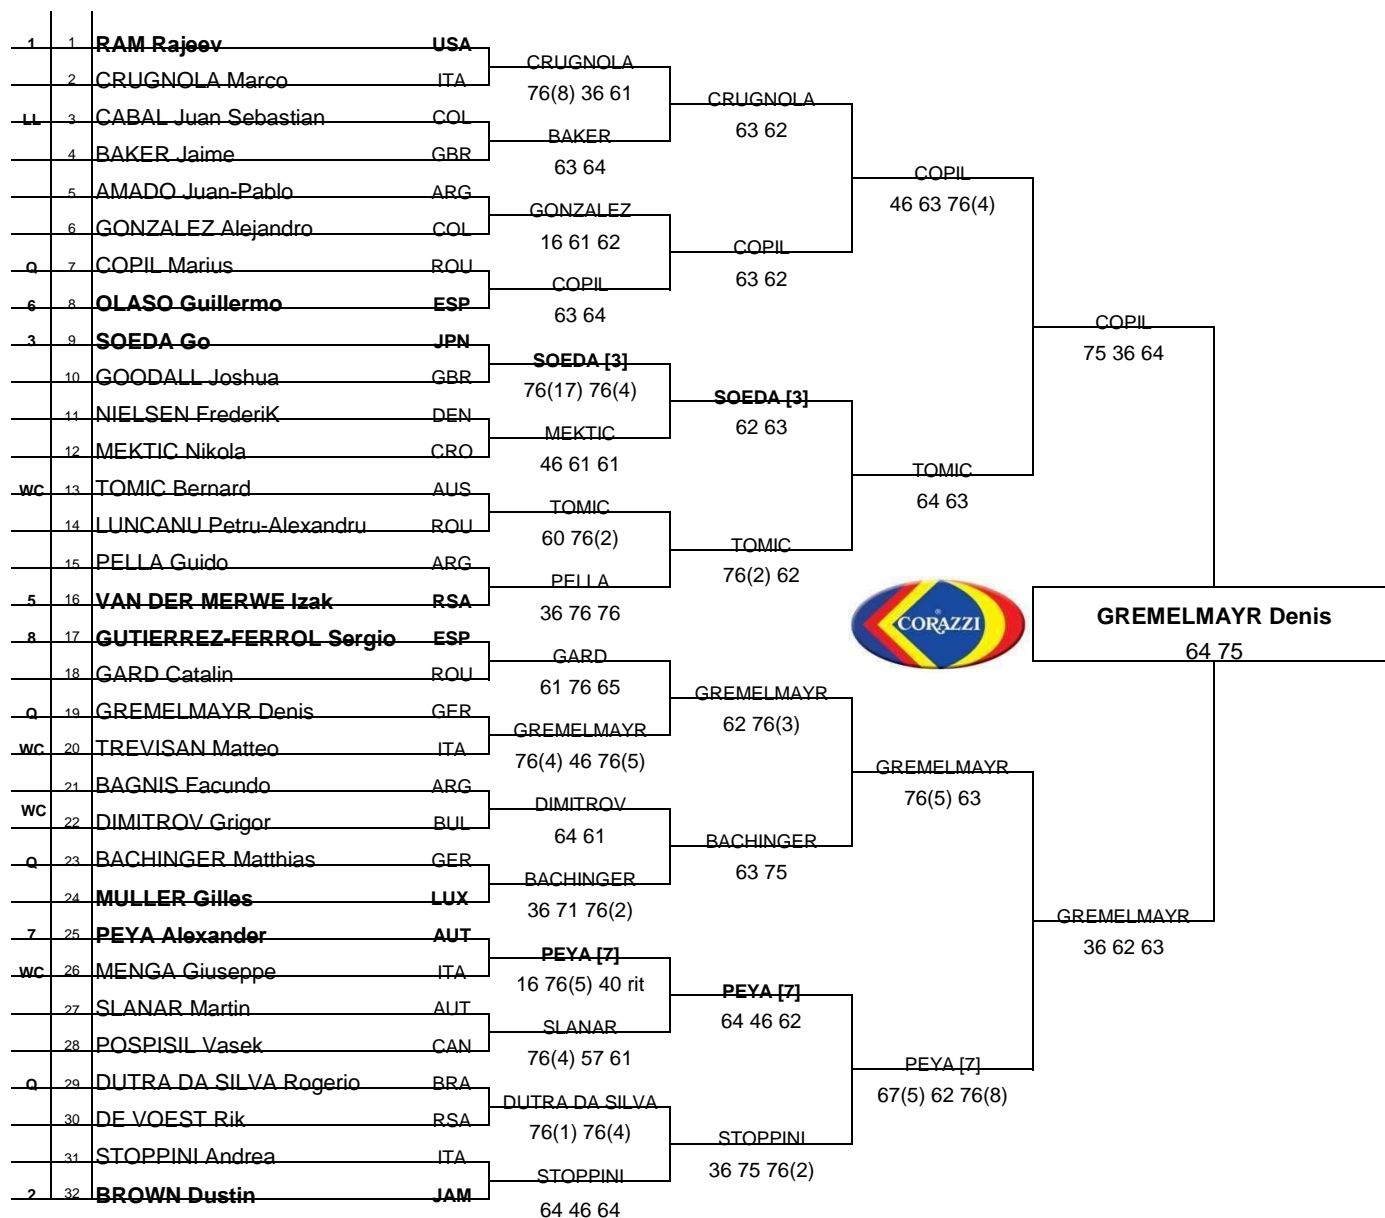 1 1 RAM Rajeev USA
CRUGNOLA
2 CRUGNOLA Marco ITA
76(8) 36 61
CRUGNOLA
LL 3 CABAL Juan Sebastian COL
63 62
BAKER
4 BAKER Jaime GBR
63 64
COPIL
5 AMADO Juan-Pablo ARG
46 63 76(4)
GONZALEZ
6 GONZALEZ Alejandro COL
16 61 62
COPIL
Q 7 COPIL Marius ROU
63 62
COPIL
6 8 OLASO Guillermo ESP
63 64
COPIL
3 9 SOEDA Go JPN
75 36 64
SOEDA [3]
10 GOODALL Joshua GBR
76(17) 76(4)
SOEDA [3]
11 NIELSEN FrederiK DEN
62 63
MEKTIC
12 MEKTIC Nikola CRO
46 61 61
TOMIC
WC 13 TOMIC Bernard AUS
64 63
TOMIC
14 LUNCANU Petru-Alexandru ROU
60 76(2)
TOMIC
15 PELLA Guido ARG
76(2) 62
PELLA
5 16 VAN DER MERWE Izak RSA
36 76 76
CORAZZI®
GREMELMAYR Denis
64 75
8 17 GUTIERREZ-FERROL Sergio ESP
GARD
18 GARD Catalin ROU
61 76 65
GREMELMAYR
Q 19 GREMELMAYR Denis GER
62 76(3)
GREMELMAYR
WC 20 TREVISAN Matteo ITA
76(4) 46 76(5)
GREMELMAYR
21 BAGNIS Facundo ARG
76(5) 63
DIMITROV
WC 22 DIMITROV Grigor BUL
64 61
BACHINGER
Q 23 BACHINGER Matthias GER
63 75
BACHINGER
24 MULLER Gilles LUX
36 71 76(2)
GREMELMAYR
7 25 PEYA Alexander AUT
36 62 63
PEYA [7]
WC 26 MENGA Giuseppe ITA
16 76(5) 40 rit
PEYA [7]
27 SLANAR Martin AUT
64 46 62
SLANAR
28 POSPISIL Vasek CAN
76(4) 57 61
PEYA [7]
Q 29 DUTRA DA SILVA Rogerio BRA
67(5) 62 76(8)
DUTRA DA SILVA
30 DE VOEST Rik RSA
76(1) 76(4)
STOPPINI
31 STOPPINI Andrea ITA
36 75 76(2)
STOPPINI
2 32 BROWN Dustin JAM
64 46 64